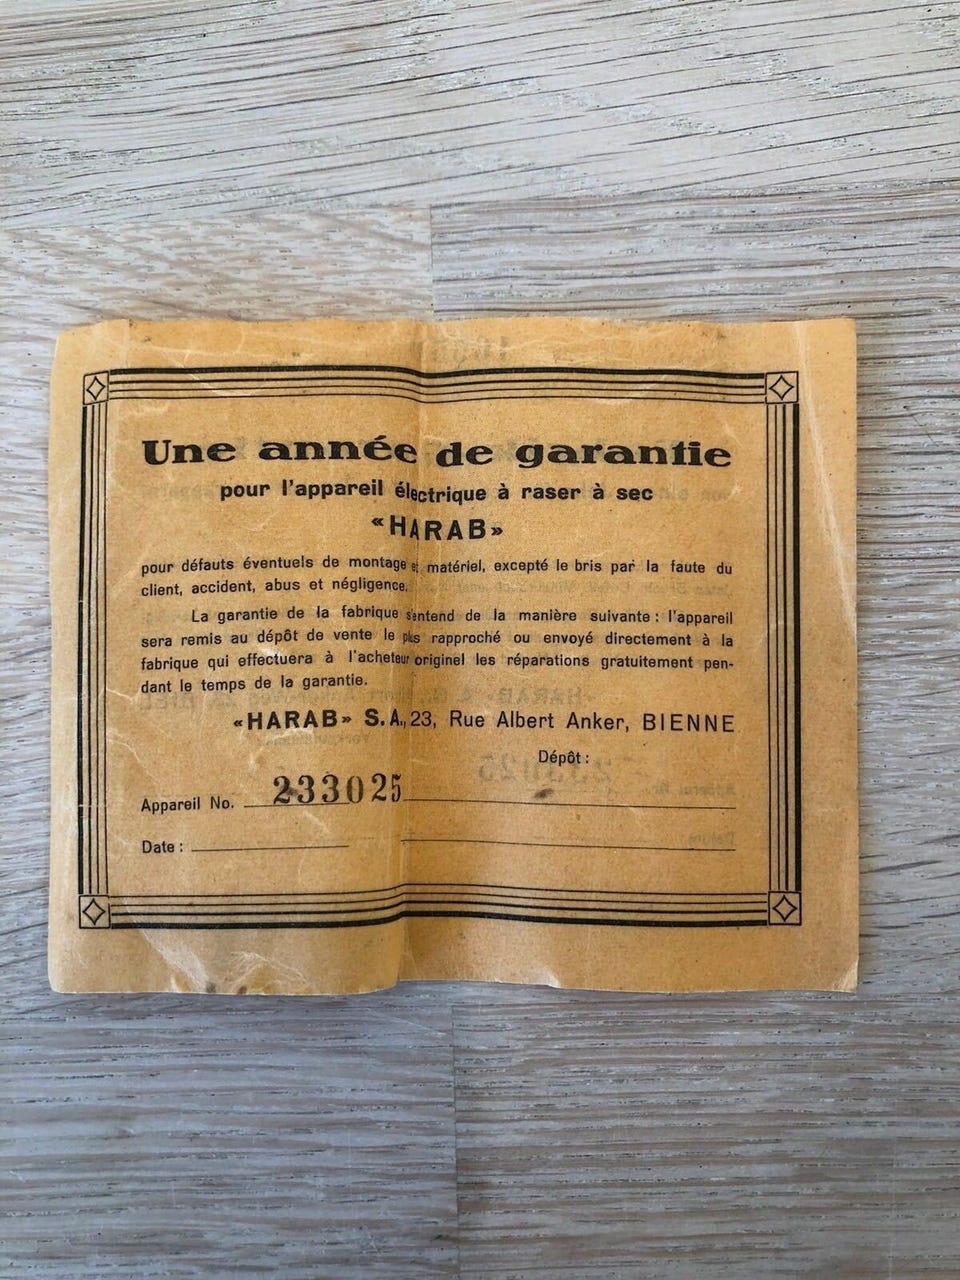 Une année de garantie
pour l'appareil électrique à raser à sec
«HARAB»
pour défauts éventuels de montage et matériel, excepté le bris par la faute du
client, accident, abus et négligence.
La garantie de la fabrique s'entend de la manière suivante : l'appareil
sera remis au dépôt de vente le plus rapproché ou envoyé directement à la
fabrique qui effectuera à l'acheteur originel les réparations gratuitement pen-
dant le temps de la garantie.
«HARAB» S.A., 23, Rue Albert Anker, BIENNE
Dépôt :
Appareil No. 233025
Date :